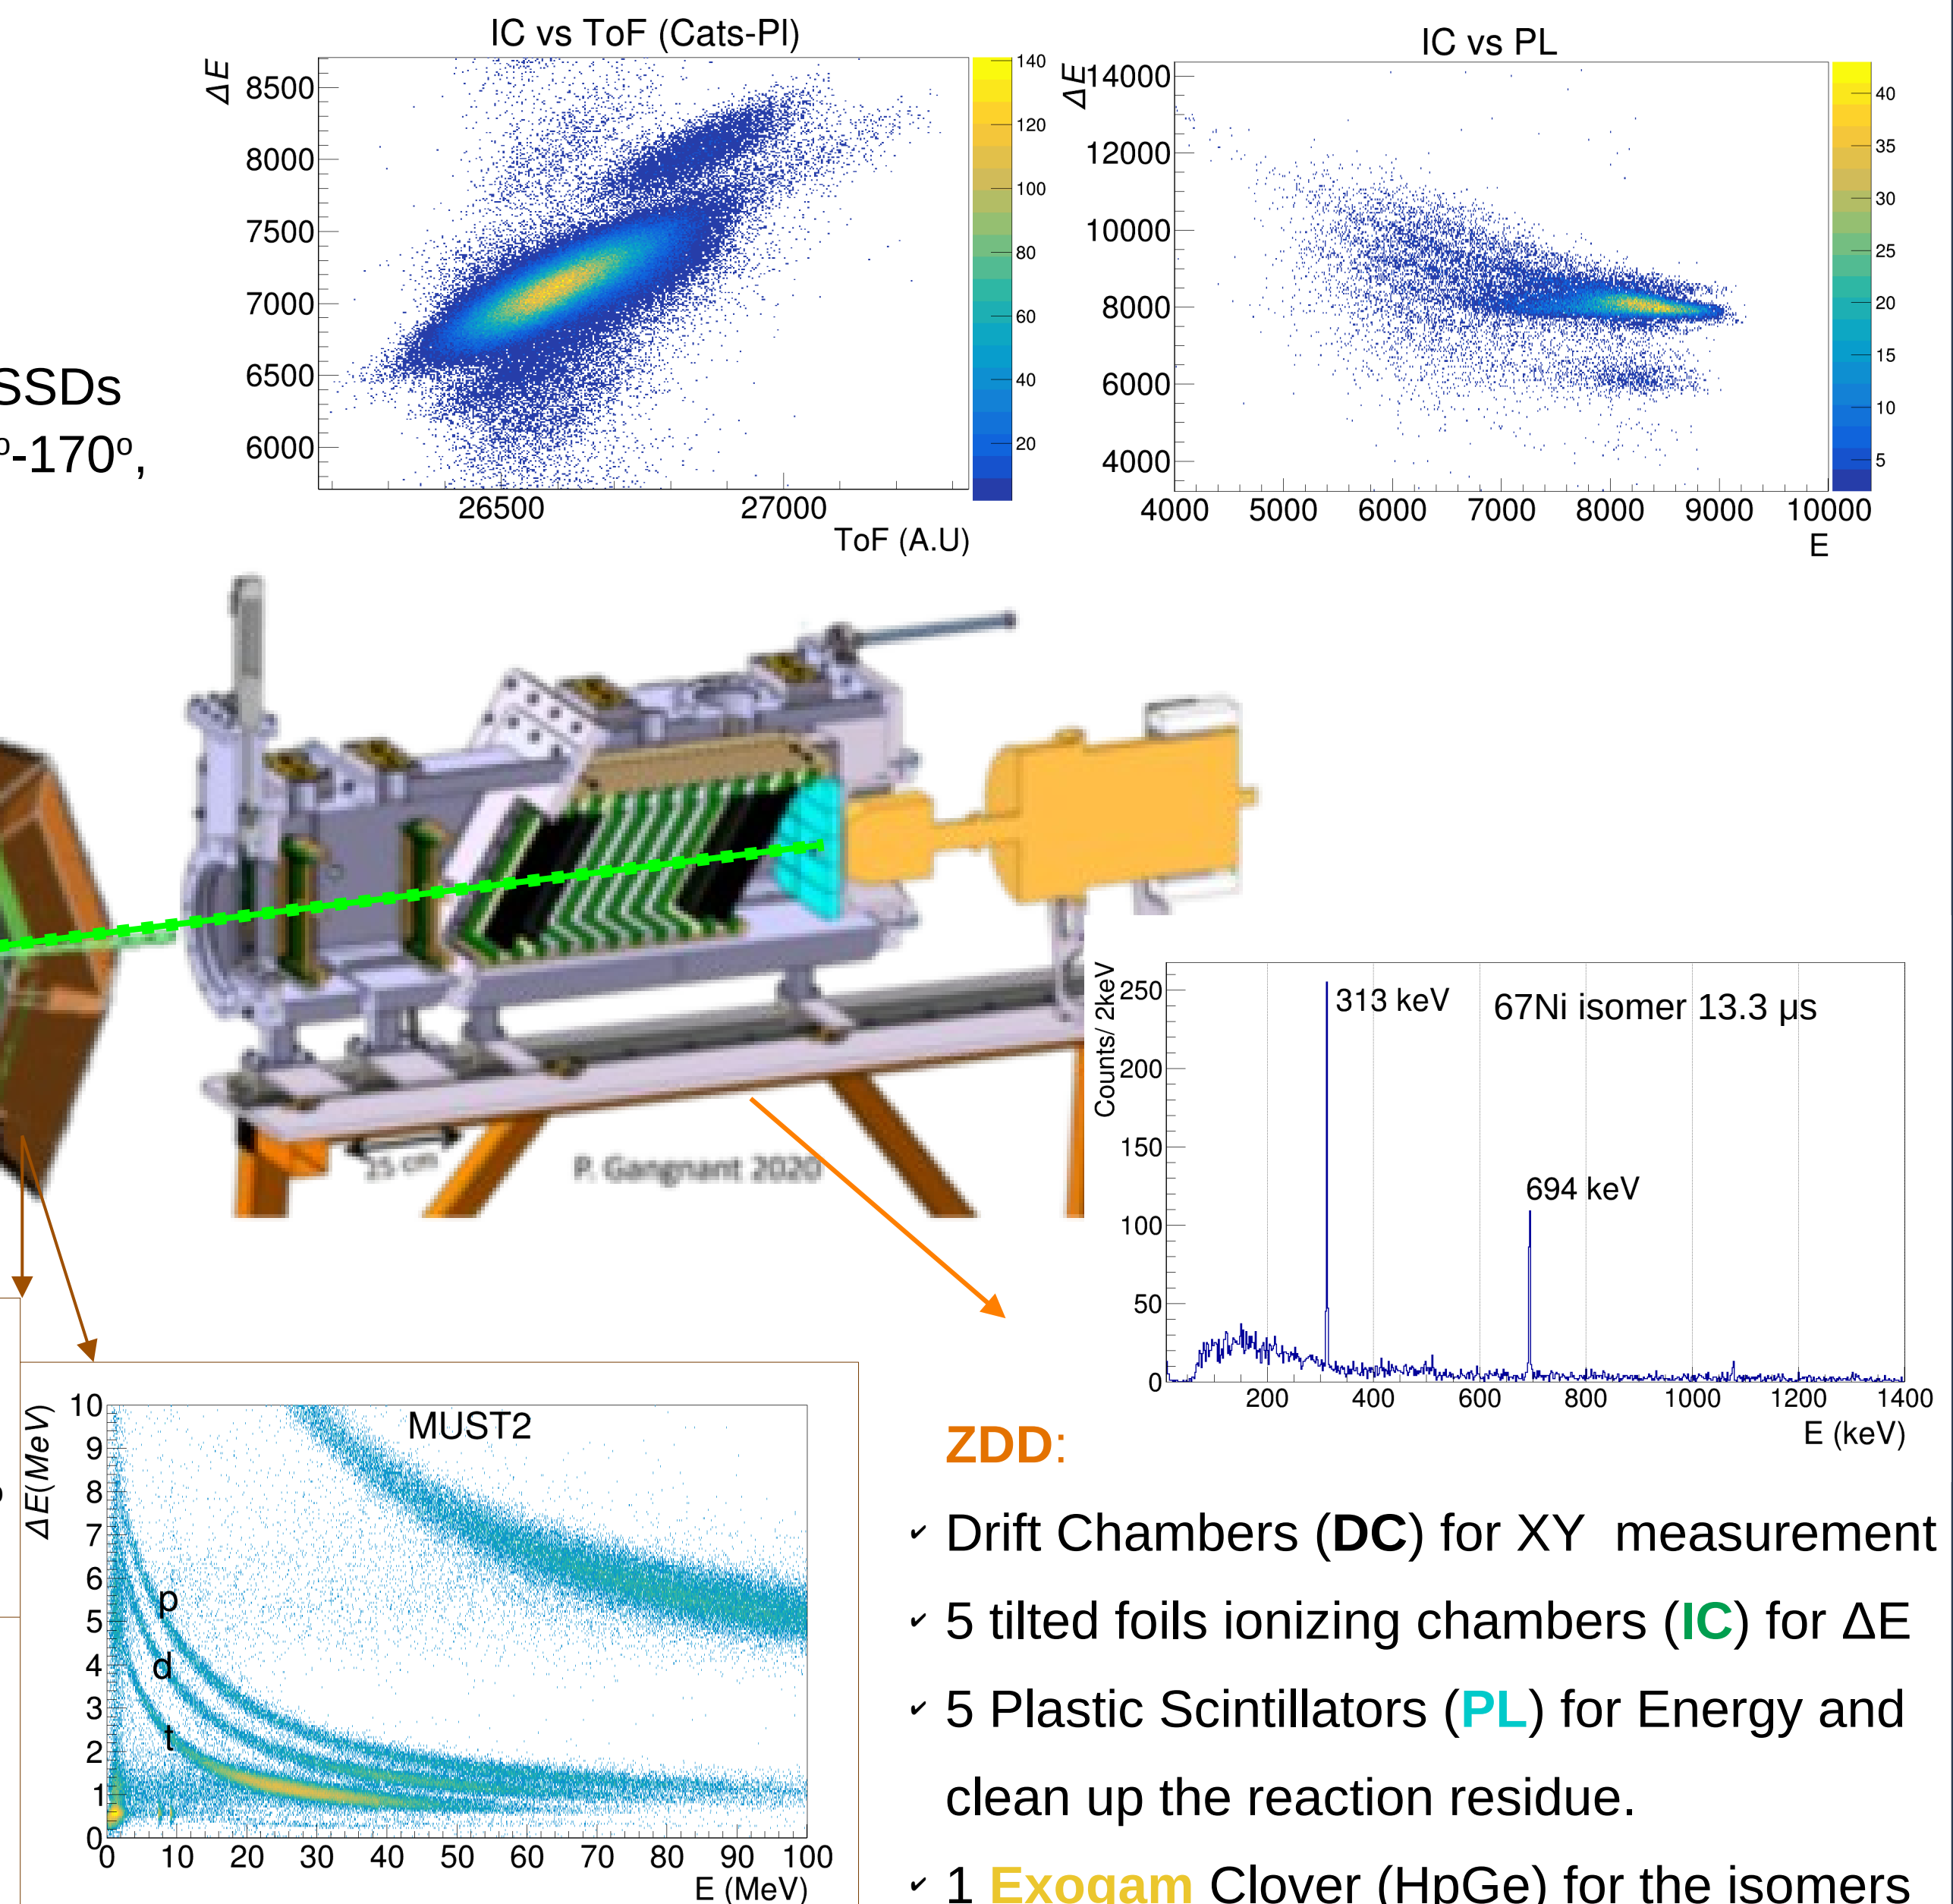 IC vs ToF (Cats-Pl)
ΔE
8500
8000
7500
7000
6500
6000
26500
27000
ToF (A.U)
140
120
100
80
60
40
20
IC vs PL
ΔE
14000
12000
10000
8000
6000
4000
4000
5000
6000
7000
8000
9000
10000
E
40
35
30
25
20
15
10
5
SSDs
º-170º,
25 cm
P. Gangnant 2020
Counts/ 2keV
250
200
150
100
50
0
313 keV
67Ni isomer 13.3 μs
694 keV
200
400
600
800
1000
1200
1400
E (keV)
MUST2
ΔE(MeV)
10
9
8
7
6
5
4
3
2
1
0
p
d
t
0
10
20
30
40
50
60
70
80
90
100
E (MeV)
ZDD:
✔ Drift Chambers (DC) for XY measurement
✔ 5 tilted foils ionizing chambers (IC) for ΔE
✔ 5 Plastic Scintillators (PL) for Energy and
clean up the reaction residue.
✔ 1 Exogam Clover (HpGe) for the isomers